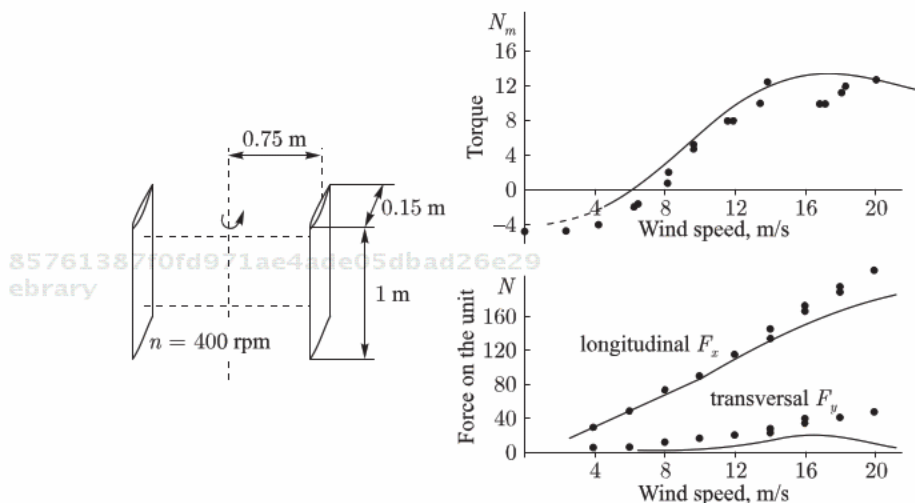 0.75 m
0.15 m
1 m
n = 400 rpm
85761387f0fd971ae4ade05dbad26e29
ebrary
N_m
16
12
8
4
0
−4
Torque
4 8 12 16 20
Wind speed, m/s
N
160
120
80
40
0
Force on the unit
longitudinal F_x
transversal F_y
4 8 12 16 20
Wind speed, m/s